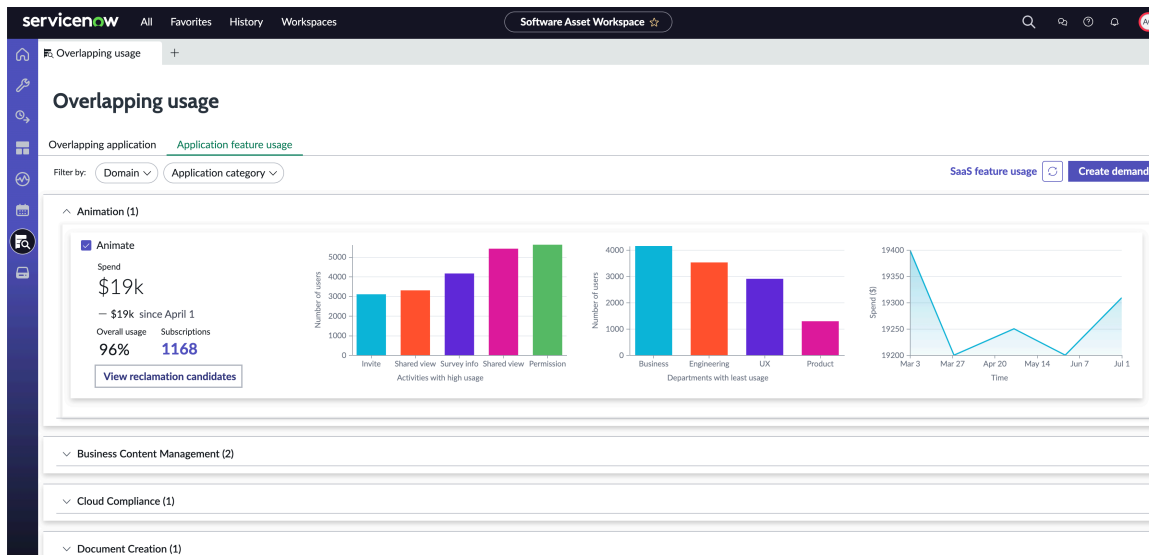 servicenow All Favorites History Workspaces Software Asset Workspace
Overlapping usage
Overlapping usage
Overlapping application Application feature usage
Filter by: Domain Application category SaaS feature usage Create demand
Animation (1)
Animate
Spend
$19k
— $19k since April 1
Overall usage Subscriptions
96% 1168
View reclamation candidates
Number of users
5000
4000
3000
2000
1000
0
Invite Shared view Survey info Shared view Permission
Activities with high usage
Number of users
4000
3000
2000
1000
0
Business Engineering UX Product
Departments with least usage
Spend ($)
19400
19350
19300
19250
19200
Mar 3 Mar 27 Apr 20 May 14 Jun 7 Jul 1
Time
Business Content Management (2)
Cloud Compliance (1)
Document Creation (1)